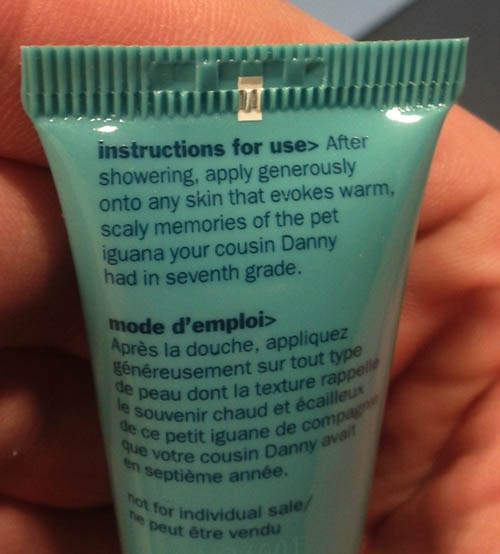 instructions for use> After
showering, apply generously
onto any skin that evokes warm,
scaly memories of the pet
iguana your cousin Danny
had in seventh grade.
mode d'emploi>
Après la douche, appliquez
généreusement sur tout type
de peau dont la texture rappelle
le souvenir chaud et écailleux
de ce petit iguane de compagnie
que votre cousin Danny avait
en septième année.
not for individual sale/
ne peut être vendu